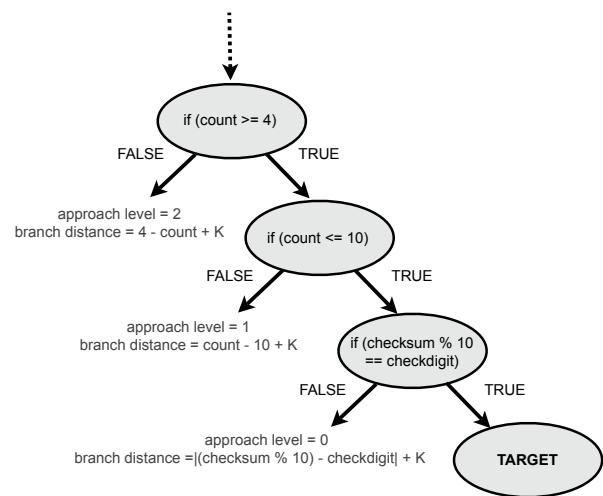 if (count >= 4)
FALSE
TRUE
approach level = 2
branch distance = 4 - count + K
if (count <= 10)
FALSE
TRUE
approach level = 1
branch distance = count - 10 + K
if (checksum % 10
== checkdigit)
FALSE
TRUE
approach level = 0
branch distance =|(checksum % 10) - checkdigit| + K
TARGET